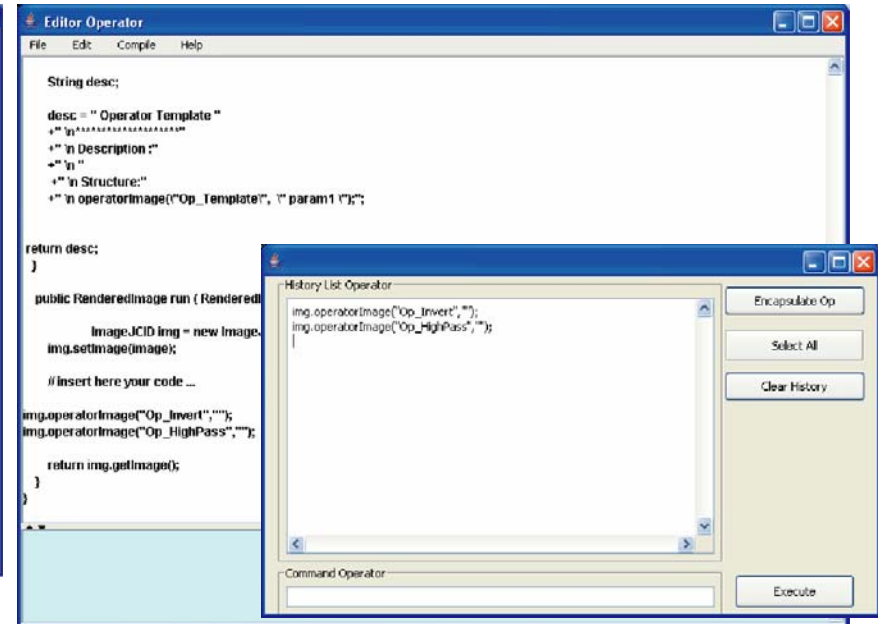 Editor Operator
File Edit Compile Help
String desc;
desc = " Operator Template "
+" \n********************"
+" \n Description :"
+" \n "
+" \n Structure:"
+" \n operatorImage(\"Op_Template\", \" param1 \");";
return desc;
}
public RenderedImage run ( RenderedI
ImageJCID img = new ImageJ
img.setImage(image);
//insert here your code ...
img.operatorImage("Op_Invert","");
img.operatorImage("Op_HighPass","");
return img.getImage();
}
}
History List Operator
img.operatorImage("Op_Invert","");
img.operatorImage("Op_HighPass","");
Encapsulate Op
Select All
Clear History
Command Operator
Execute